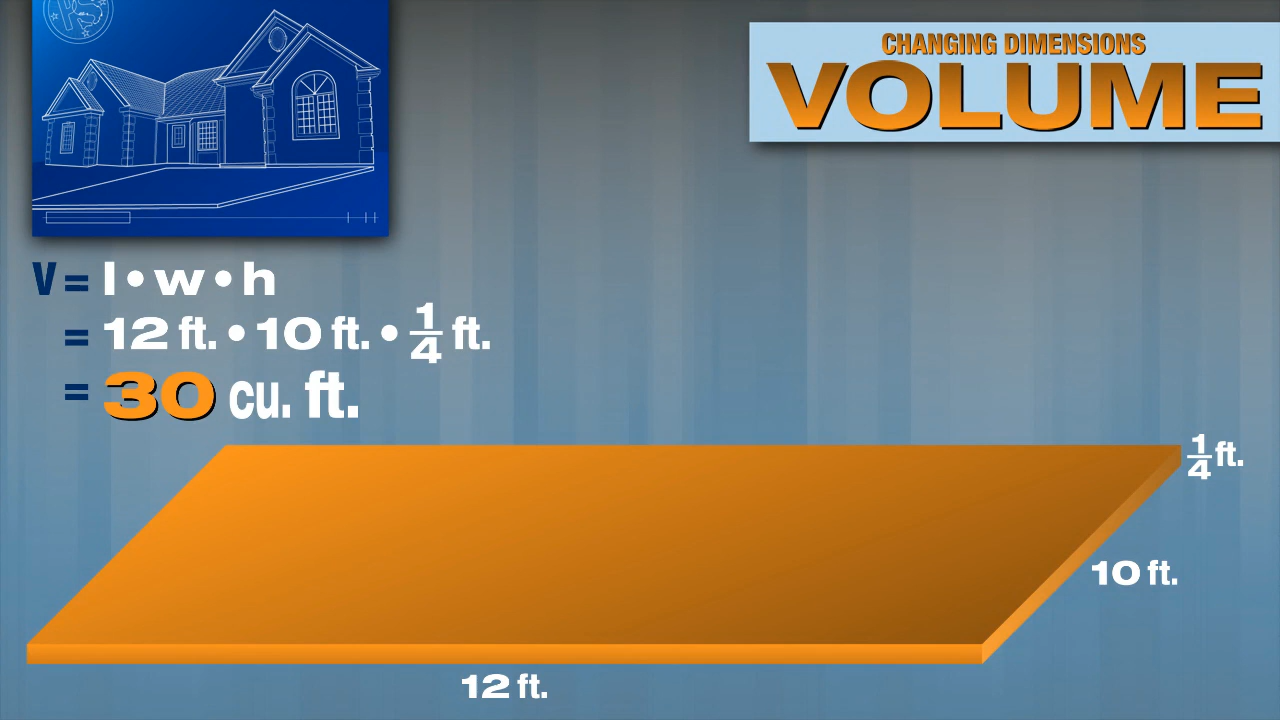 CHANGING DIMENSIONS
VOLUME
V = l • w • h
= 12 ft. • 10 ft. • 1/4 ft.
= 30 cu. ft.
1/4 ft.
10 ft.
12 ft.